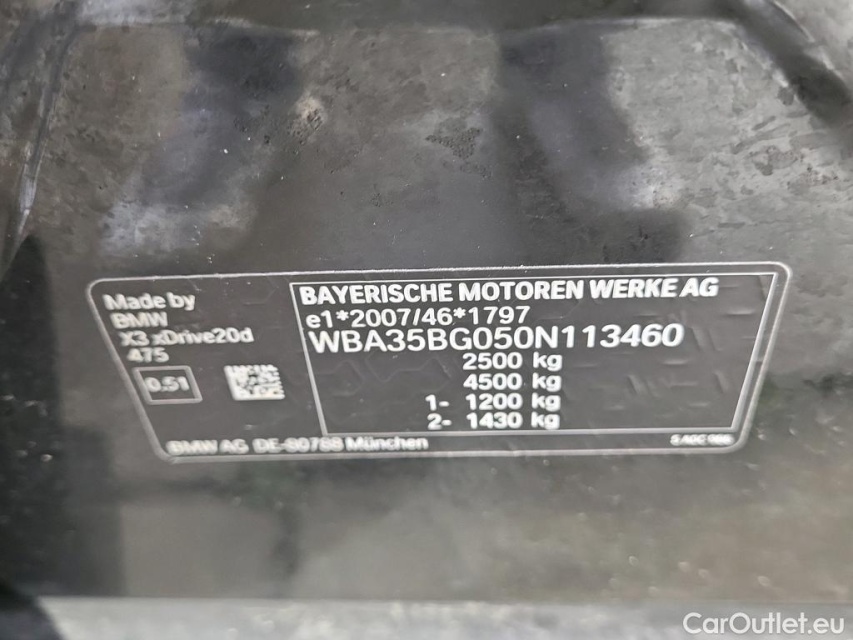 Made by
BMW
X3 xDrive20d
475
0.51
BAYERISCHE MOTOREN WERKE AG
e1*2007/46*1797
WBA35BG050N113460
2500 kg
4500 kg
1- 1200 kg
2- 1430 kg
BMW AG DE-80788 München
CarOutlet.eu